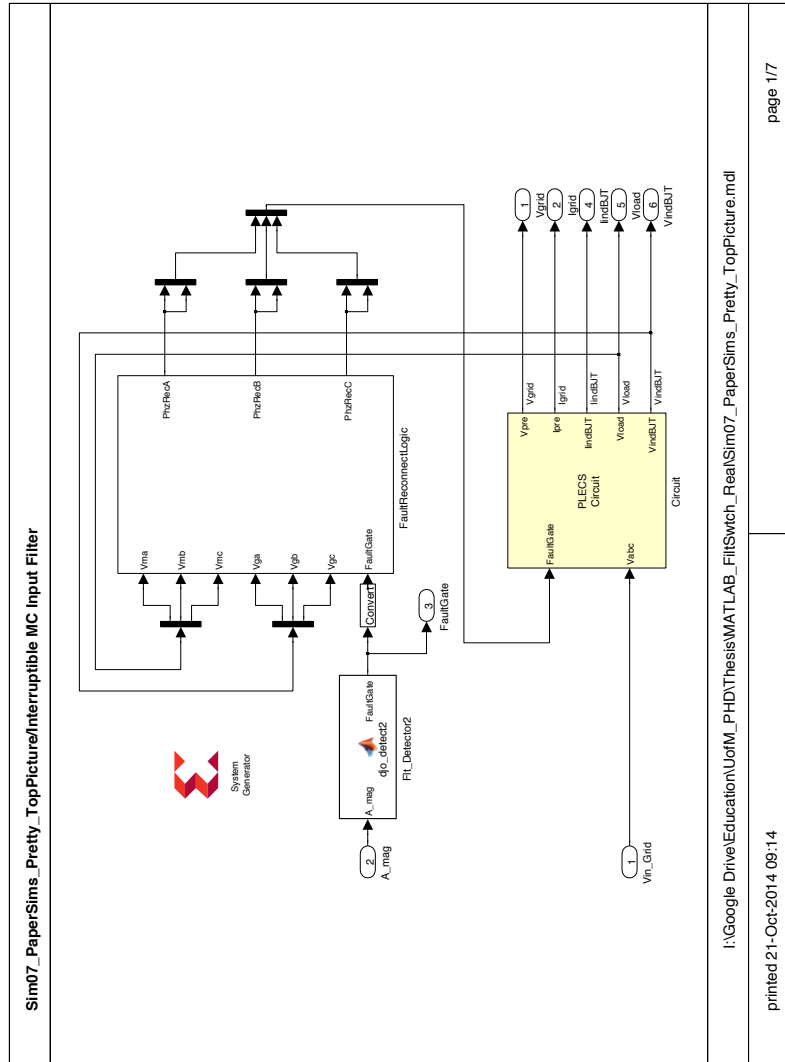 Sim07_PaperSims_Pretty_TopPicture/Interruptible MC Input Filter
System
Generator
2
A_mag
A_mag
FaultGate
djo_detect2
Flt_Detector2
Convert
3
FaultGate
Vma
Vmb
Vmc
Vga
Vgb
Vgc
FaultGate
PhzRecA
PhzRecB
PhzRecC
FaultReconnectLogic
1
Vin_Grid
FaultGate
Vabc
PLECS
Circuit
Vpre
Ipre
IindBJT
Vload
VindBJT
Circuit
Vgrid
Igrid
IindBJT
Vload
VindBJT
1
Vgrid
2
Igrid
4
IindBJT
5
Vload
6
VindBJT
I:\Google Drive\Education\UofM_PHD\Thesis\MATLAB_FiltSwtch_Real\Sim07_PaperSims_Pretty_TopPicture.mdl
printed 21-Oct-2014 09:14
page 1/7